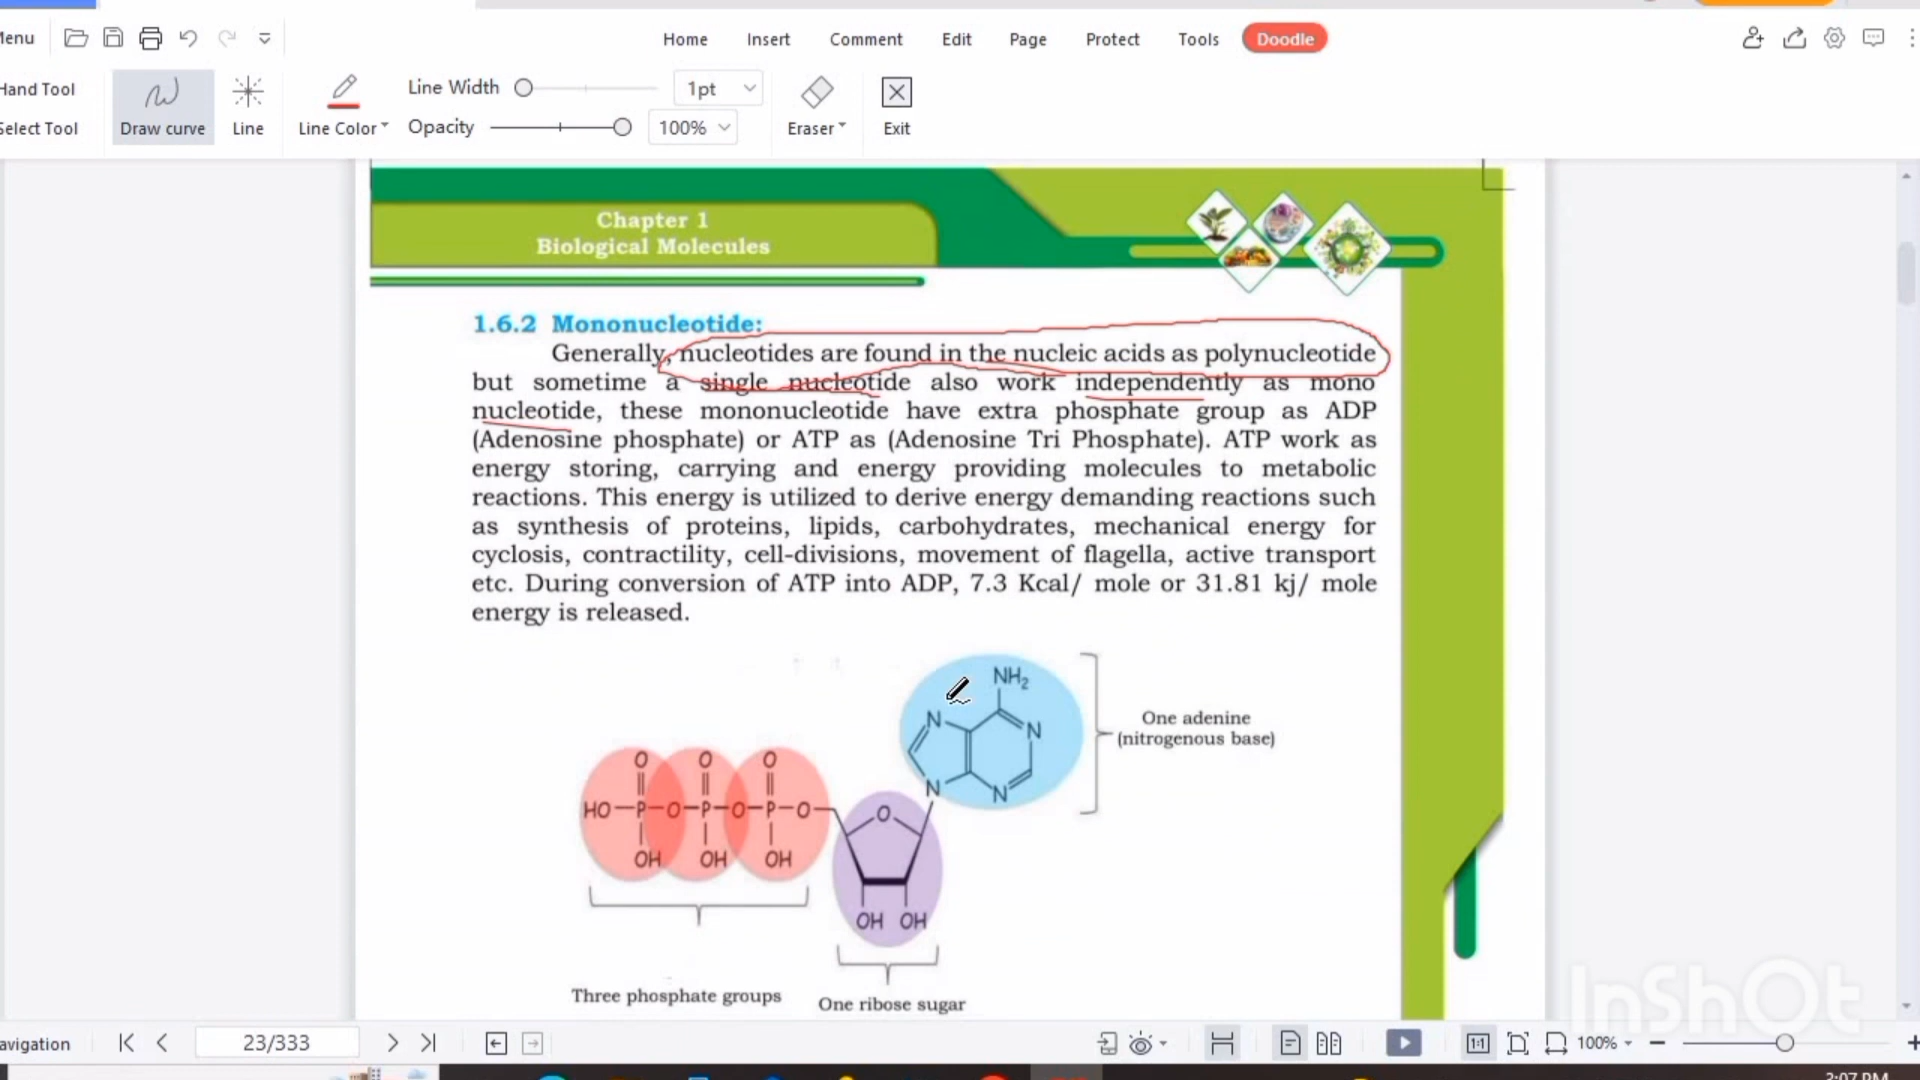 Menu
Home Insert Comment Edit Page Protect Tools Doodle
Hand Tool
Select Tool
Draw curve
Line
Line Color
Line Width
1pt
Opacity
100%
Eraser
Exit
Chapter 1
Biological Molecules
1.6.2 Mononucleotide:
Generally, nucleotides are found in the nucleic acids as polynucleotide
but sometime a single nucleotide also work independently as mono
nucleotide, these mononucleotide have extra phosphate group as ADP
(Adenosine phosphate) or ATP as (Adenosine Tri Phosphate). ATP work as
energy storing, carrying and energy providing molecules to metabolic
reactions. This energy is utilized to derive energy demanding reactions such
as synthesis of proteins, lipids, carbohydrates, mechanical energy for
cyclosis, contractility, cell-divisions, movement of flagella, active transport
etc. During conversion of ATP into ADP, 7.3 Kcal/ mole or 31.81 kj/ mole
energy is released.
NH2
N N
N N
One adenine
(nitrogenous base)
O O O
HO P O P O P O
OH OH OH
O
OH OH
Three phosphate groups
One ribose sugar
InShOt
avigation
23/333
1:1
100%
3:07 PM